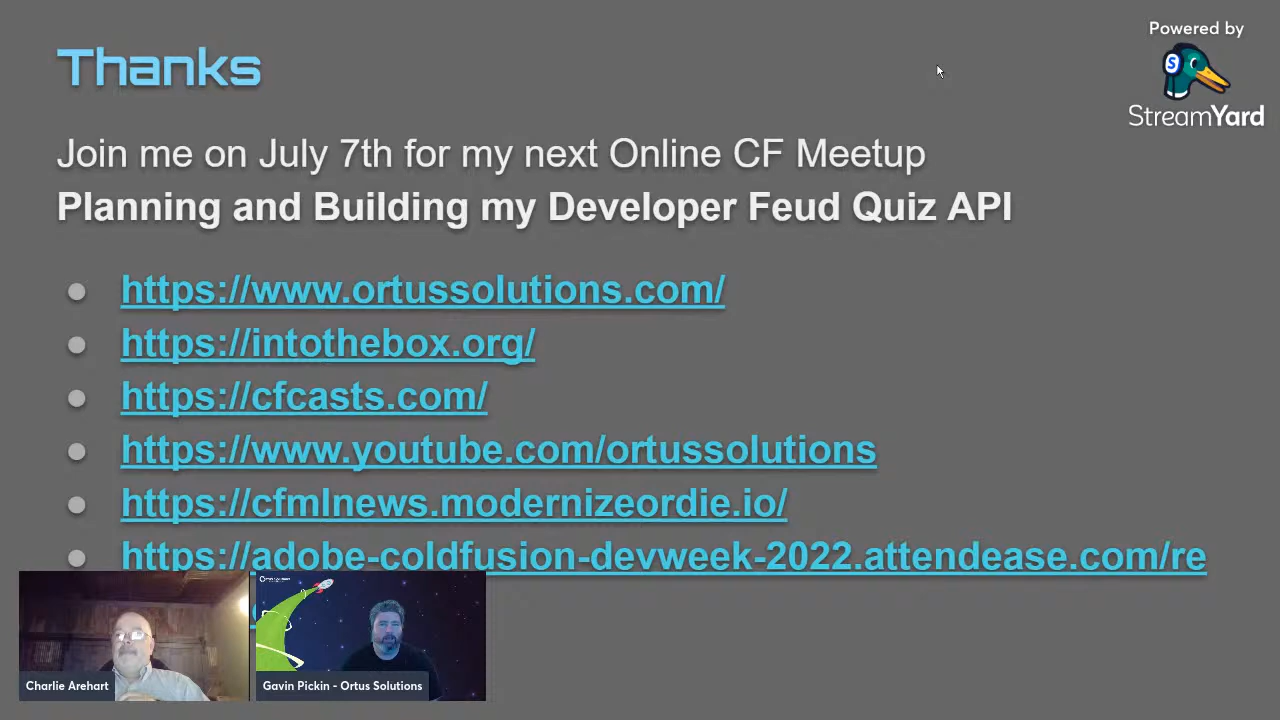 Thanks
Powered by
S
StreamYard
Join me on July 7th for my next Online CF Meetup
Planning and Building my Developer Feud Quiz API
● https://www.ortussolutions.com/
● https://intothebox.org/
● https://cfcasts.com/
● https://www.youtube.com/ortussolutions
● https://cfmlnews.modernizeordie.io/
● https://adobe-coldfusion-devweek-2022.attendease.com/re
Charlie Arehart
Gavin Pickin - Ortus Solutions